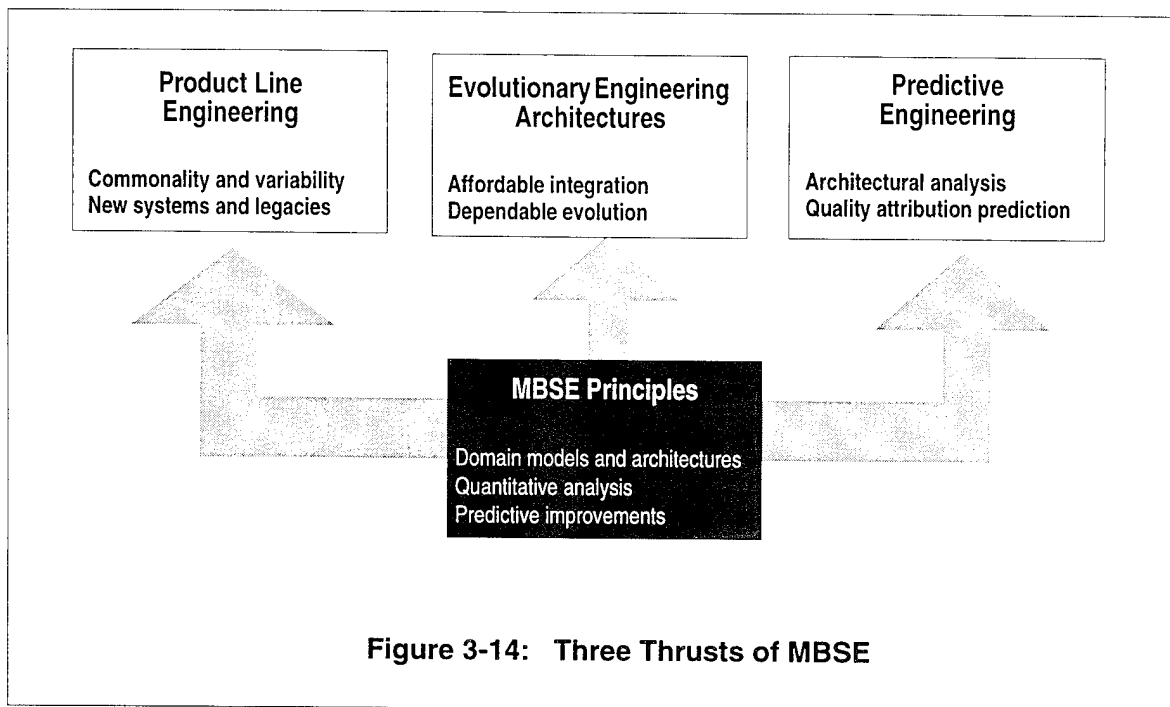 Product Line
Engineering
Commonality and variability
New systems and legacies
Evolutionary Engineering
Architectures
Affordable integration
Dependable evolution
Predictive
Engineering
Architectural analysis
Quality attribution prediction
MBSE Principles
Domain models and architectures
Quantitative analysis
Predictive improvements
Figure 3-14: Three Thrusts of MBSE